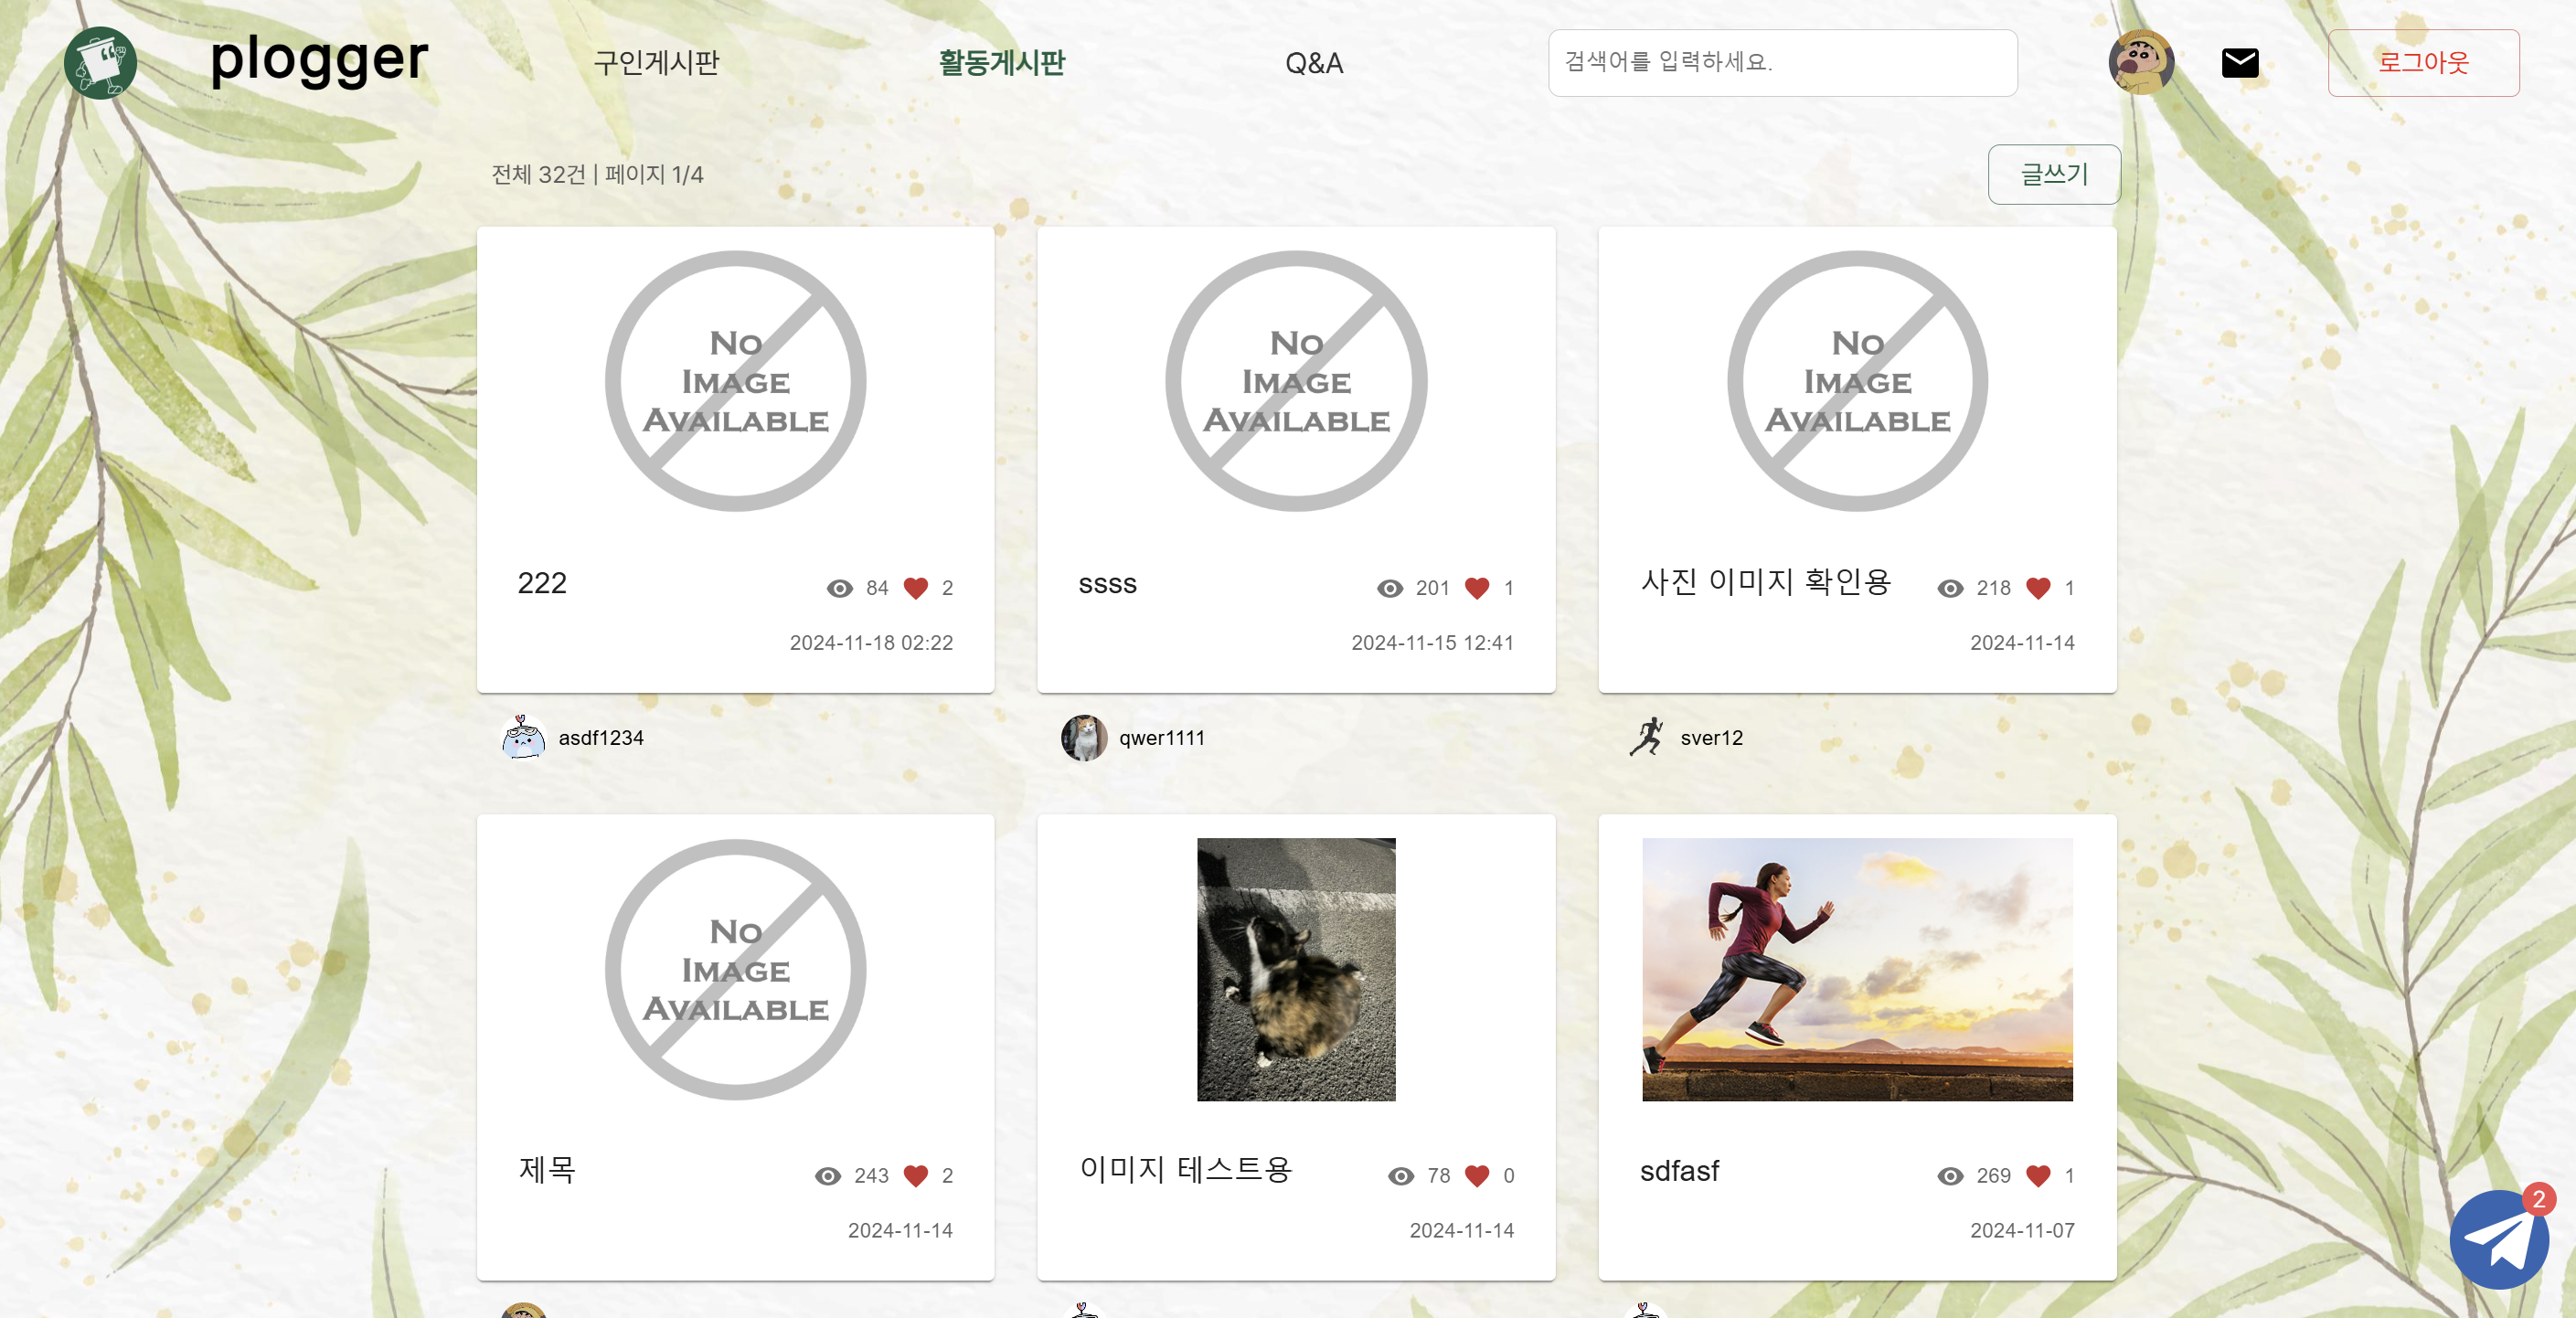 plogger
구인게시판
활동게시판
Q&A
검색어를 입력하세요.
로그아웃
전체 32건 | 페이지 1/4
글쓰기
No
Image
Available
No
Image
Available
No
Image
Available
222
84
2
2024-11-18 02:22
ssss
201
1
2024-11-15 12:41
사진 이미지 확인용
218
1
2024-11-14
asdf1234
qwer1111
sver12
No
Image
Available
제목
243
2
2024-11-14
이미지 테스트용
78
0
2024-11-14
sdfasf
269
1
2024-11-07
2